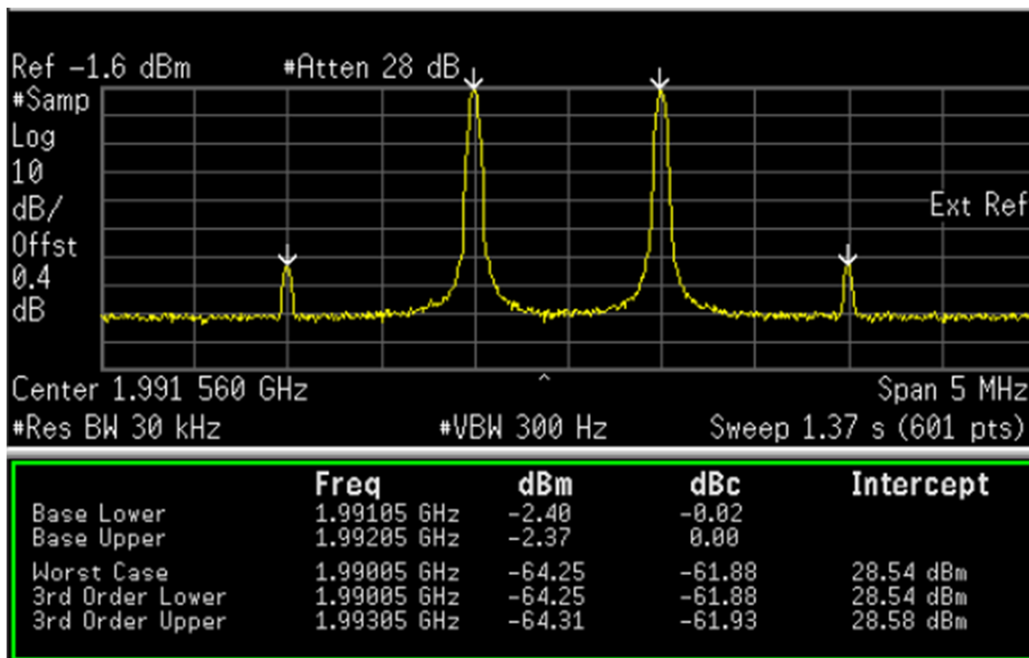 Ref -1.6 dBm #Atten 28 dB
#Samp
Log
10
dB/
Offst
0.4
dB
Ext Ref
Center 1.991 560 GHz ^ Span 5 MHz
#Res BW 30 kHz #VBW 300 Hz Sweep 1.37 s (601 pts)
Freq dBm dBc Intercept
Base Lower 1.99105 GHz -2.40 -0.02
Base Upper 1.99205 GHz -2.37 0.00
Worst Case 1.99005 GHz -64.25 -61.88 28.54 dBm
3rd Order Lower 1.99005 GHz -64.25 -61.88 28.54 dBm
3rd Order Upper 1.99305 GHz -64.31 -61.93 28.58 dBm